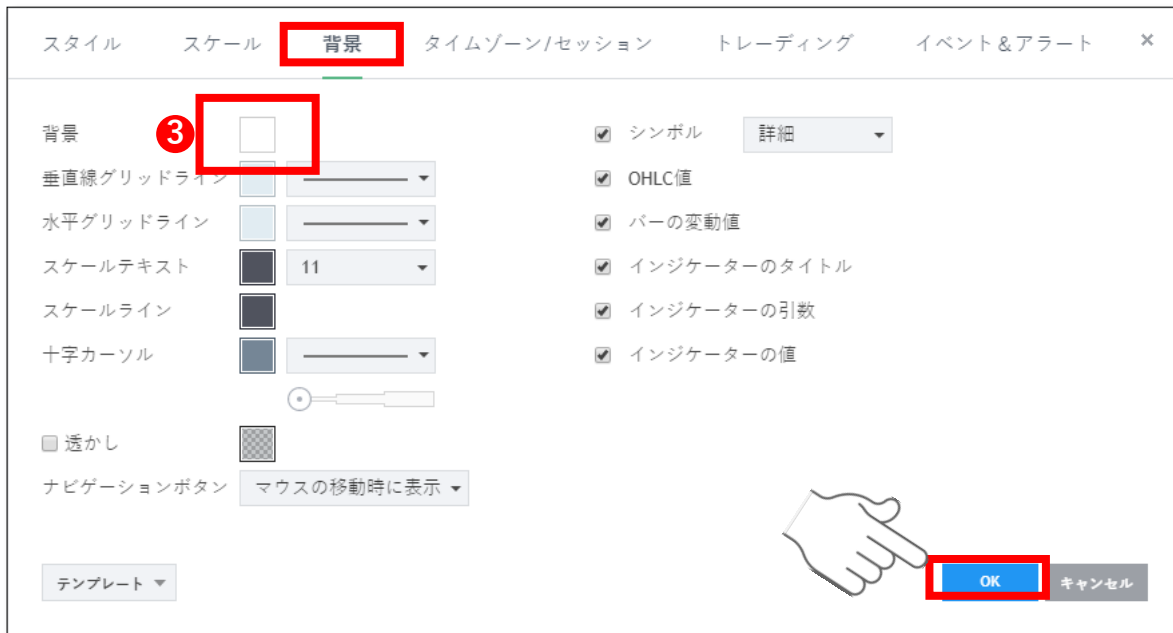 スタイル スケール 背景 タイムゾーン/セッション トレーディング イベント＆アラート ×
背景 3
垂直線グリッドライン
水平グリッドライン
スケールテキスト 11
スケールライン
十字カーソル
透かし
ナビゲーションボタン マウスの移動時に表示
シンボル 詳細
OHLC値
バーの変動値
インジケーターのタイトル
インジケーターの引数
インジケーターの値
テンプレート OK キャンセル